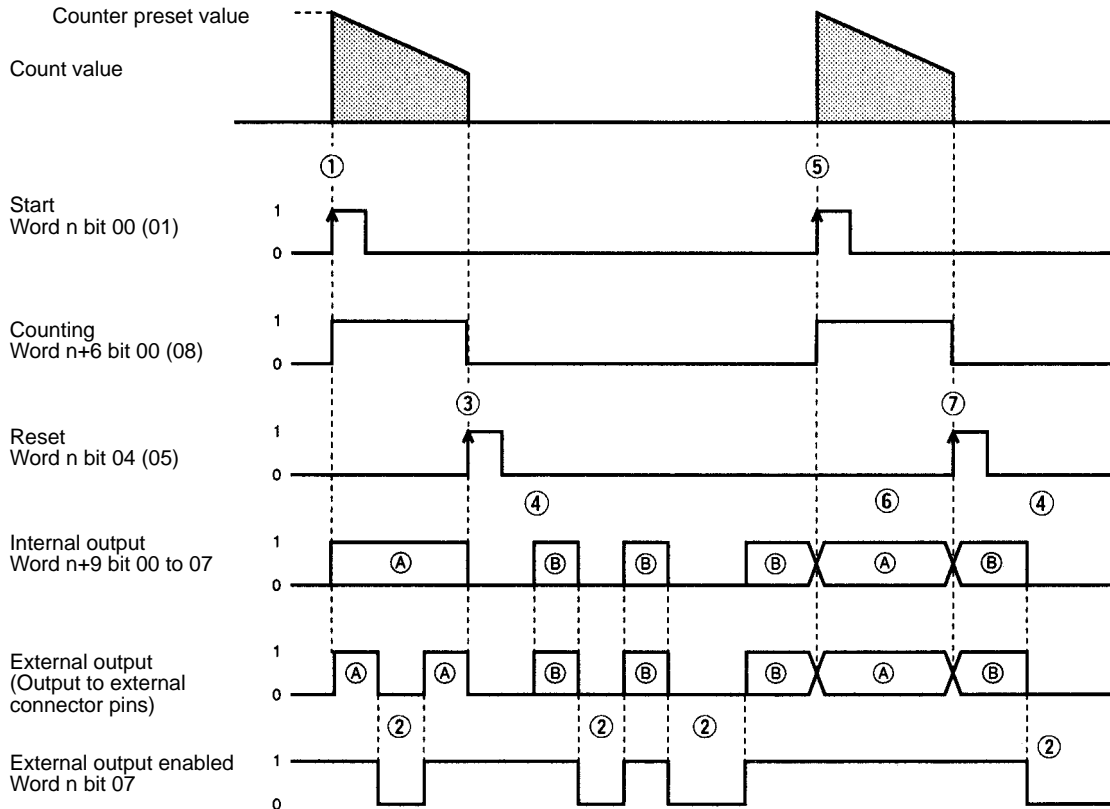 Counter preset value
Count value
① ⑤
Start
Word n bit 00 (01)
1
0
Counting
Word n+6 bit 00 (08)
1
0
③ ⑦
Reset
Word n bit 04 (05)
1
0
④ ⑥ ④
Internal output
Word n+9 bit 00 to 07
1
0
Ⓐ Ⓑ Ⓑ Ⓑ Ⓐ Ⓑ
External output
(Output to external
connector pins)
1
0
Ⓐ Ⓐ Ⓑ Ⓑ Ⓑ Ⓐ Ⓑ
② ② ② ②
External output enabled
Word n bit 07
1
0